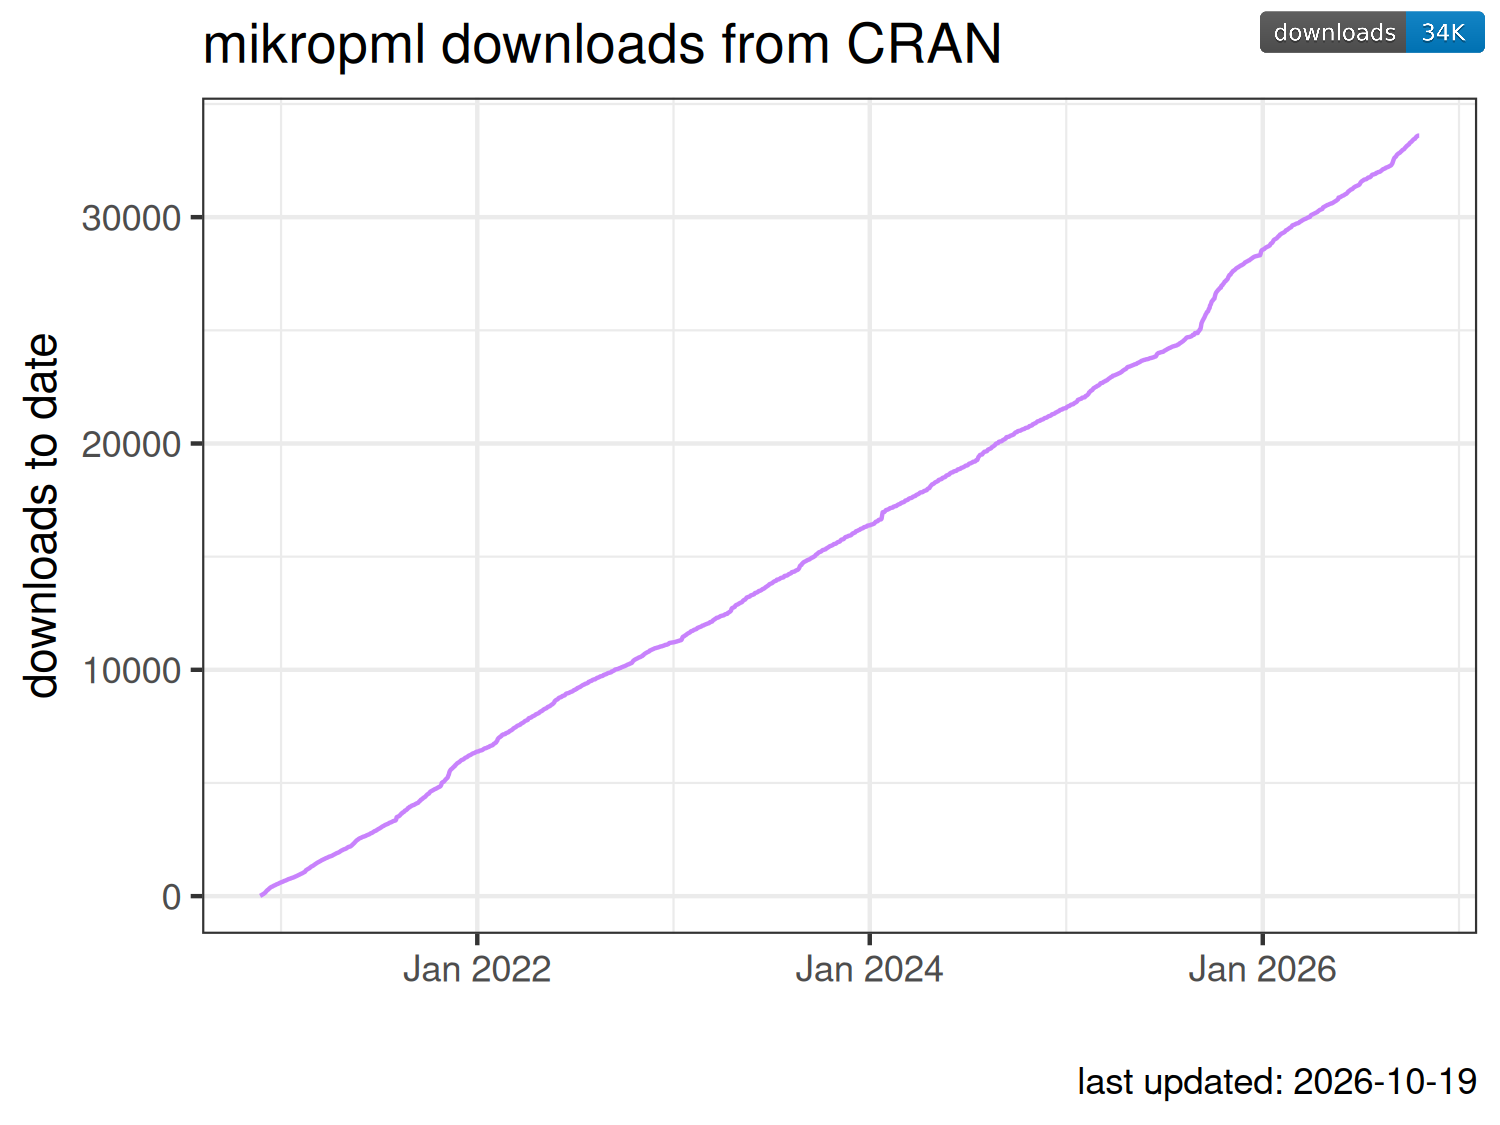 mikropml downloads from CRAN
downloads 34K
downloads to date
30000
20000
10000
0
Jan 2022 Jan 2024 Jan 2026
last updated: 2026-10-19